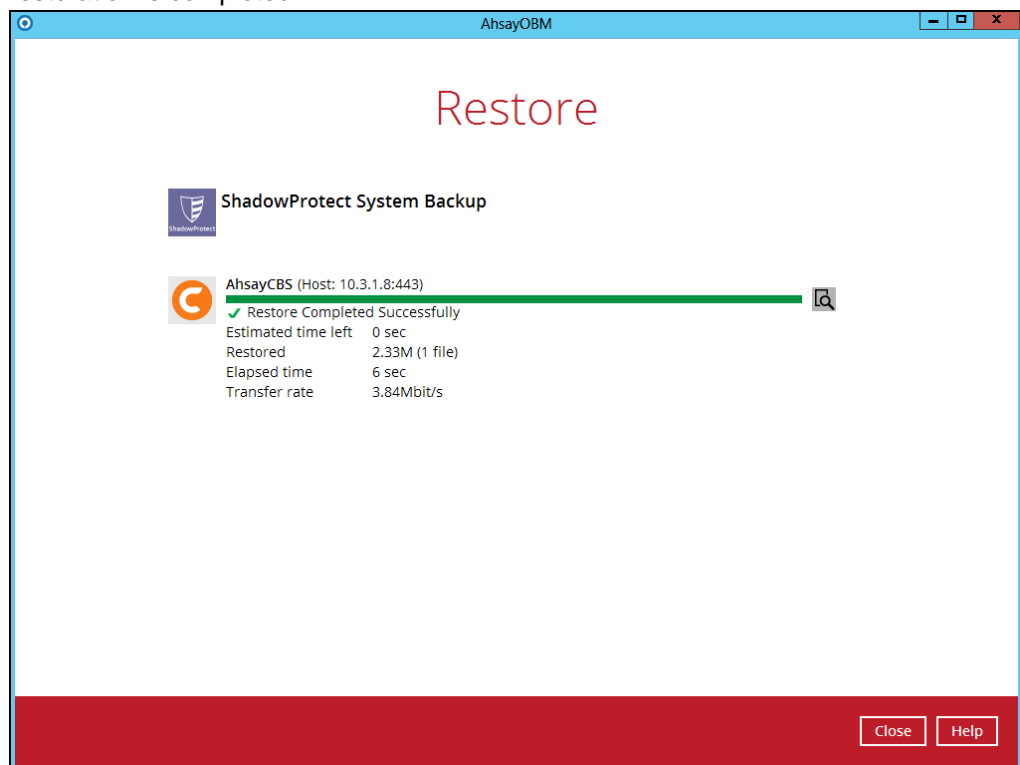 AhsayOBM
Restore
ShadowProtect
ShadowProtect System Backup
AhsayCBS (Host: 10.3.1.8:443)
Restore Completed Successfully
Estimated time left 0 sec
Restored 2.33M (1 file)
Elapsed time 6 sec
Transfer rate 3.84Mbit/s
Close Help